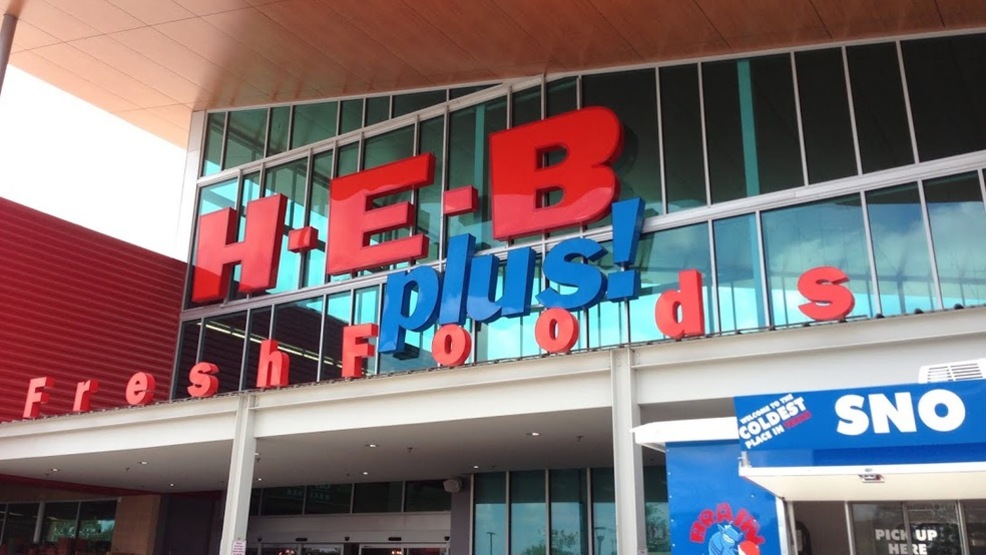 H-E-B
plus!
Fresh Foods
WELCOME TO THE
COLDEST
PLACE IN TEXAS
SNO
PICK UP
HERE